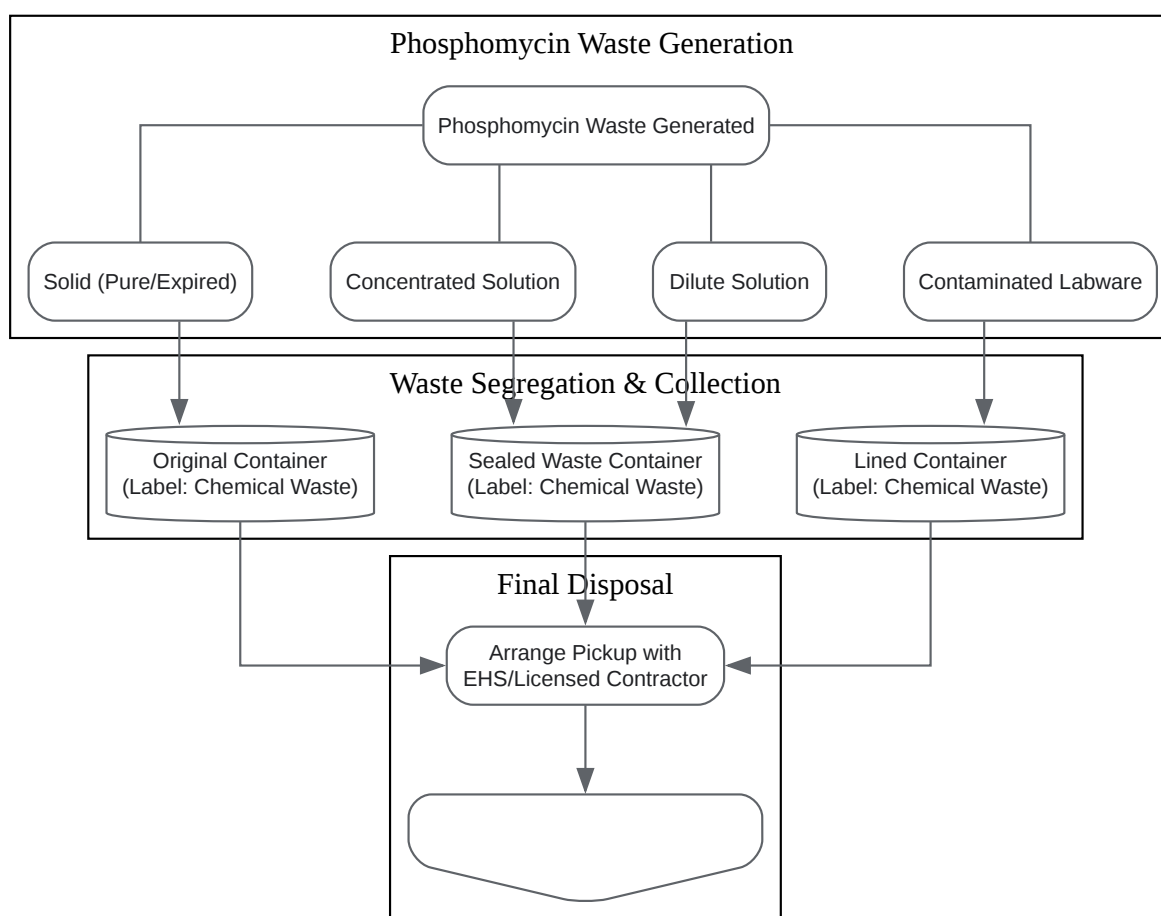 Phosphomycin Waste Generation
Phosphomycin Waste Generated
Solid (Pure/Expired)
Concentrated Solution
Dilute Solution
Contaminated Labware
Waste Segregation & Collection
Original Container
(Label: Chemical Waste)
Sealed Waste Container
(Label: Chemical Waste)
Lined Container
(Label: Chemical Waste)
Final Disposal
Arrange Pickup with
EHS/Licensed Contractor